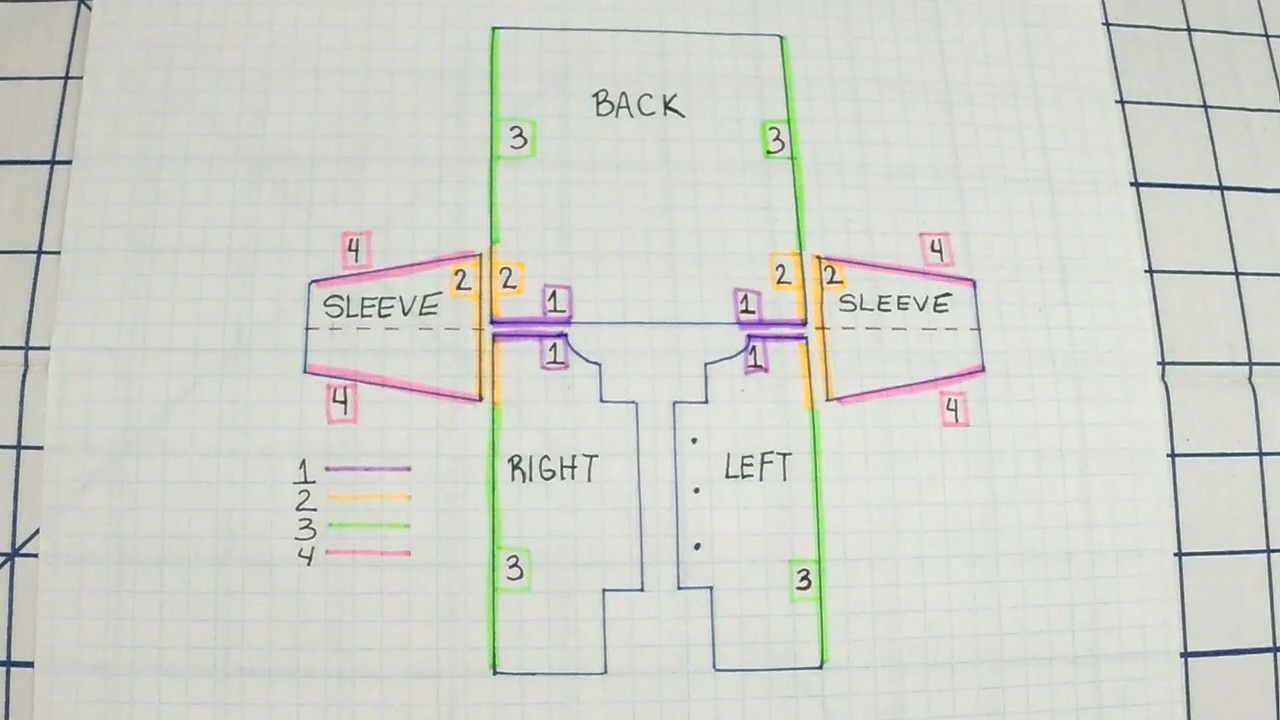 BACK
3 3
4 4
2 2 2 2
SLEEVE 1 1 SLEEVE
1 1
4 4
RIGHT LEFT
1
2
3
4
3 3